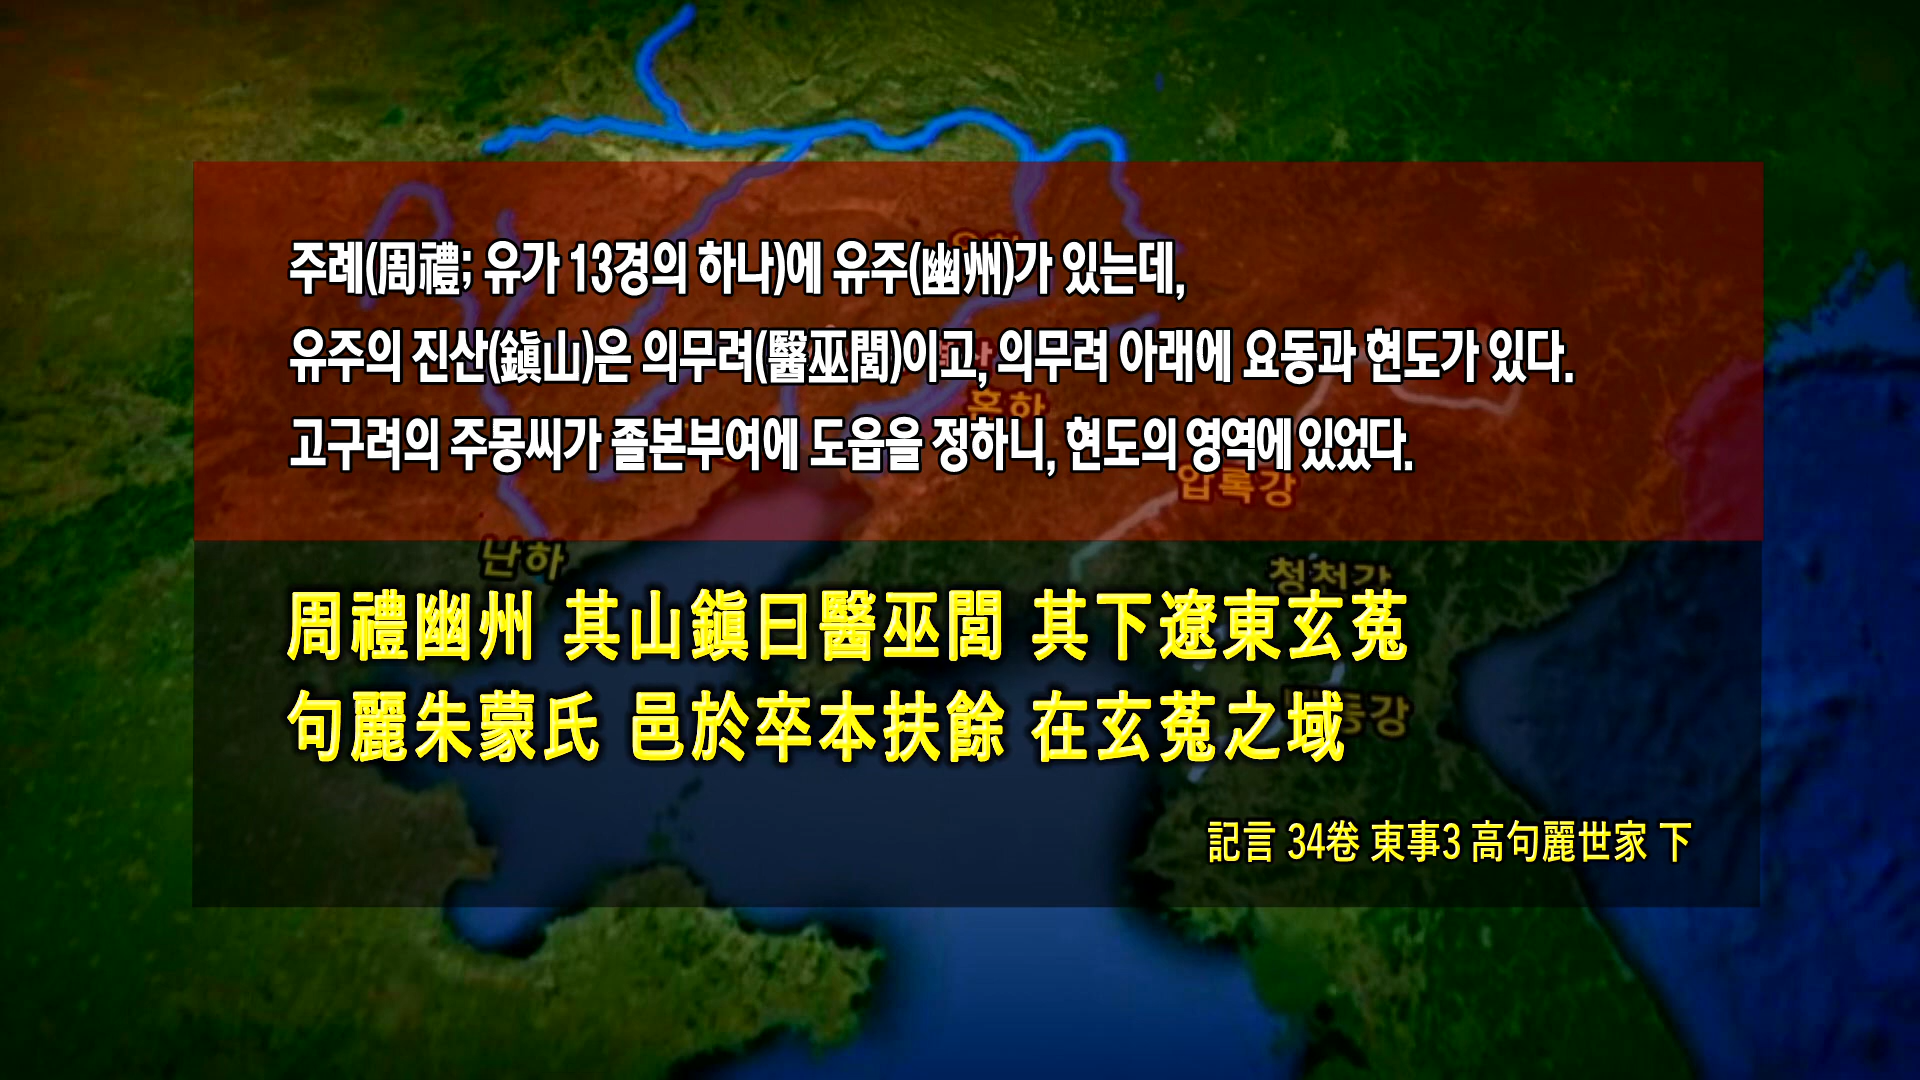 주례(周禮; 유가 13경의 하나)에 유주(幽州)가 있는데,
유주의 진산(鎭山)은 의무려(醫巫閭)이고, 의무려 아래에 요동과 현도가 있다.
고구려의 주몽씨가 졸본부여에 도읍을 정하니, 현도의 영역에 있었다.
혼하
압록강
난하
청천강
周禮幽州 其山鎭曰醫巫閭 其下遼東玄菟
句麗朱蒙氏 邑於卒本扶餘 在玄菟之域
記言 34卷 東事3 高句麗世家 下